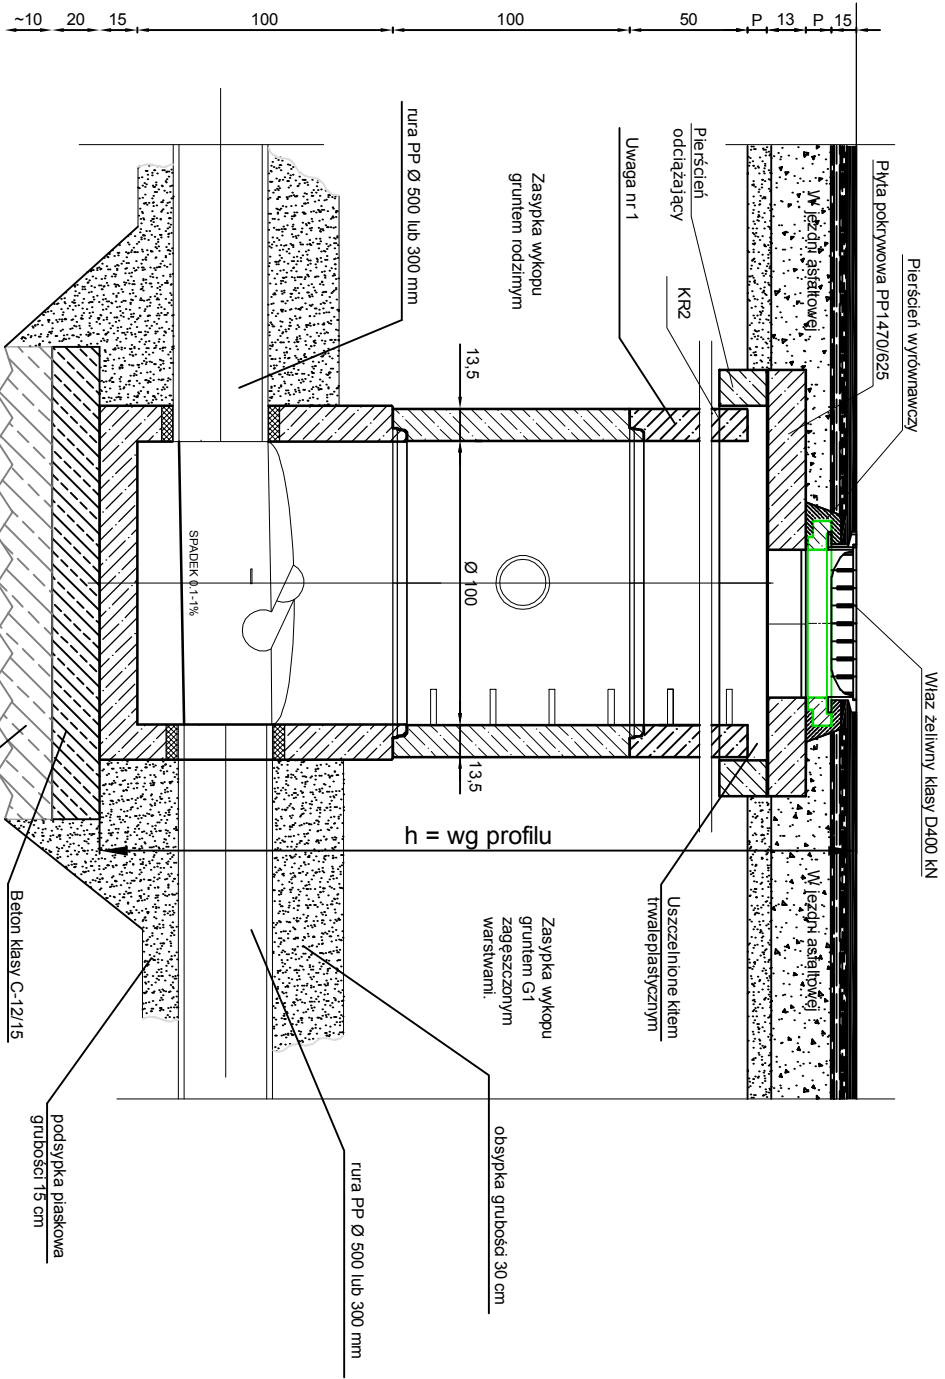 ~10
20
15
100
100
50
P
13
P
15
Właz żeliwny klasy D400 kN
Pierścień wyrównawczy
Płyta pokrywowa PP1470/625
W jezdni asfaltowej
W jezdni asfaltowej
Pierścień
odciążający
KR2
Uwaga nr 1
Uszczelnione kitem
trwaleplastycznym
Zasypka wykopu
gruntem rodzimym
Zasypka wykopu
gruntem G1
zagęszczonym
warstwami.
h = wg profilu
13,5
Ø 100
13,5
rura PP Ø 500 lub 300 mm
SPADEK 0.1-1%
obsypka grubości 30 cm
rura PP Ø 500 lub 300 mm
podsypka piaskowa
grubości 15 cm
Beton klasy C-12/15